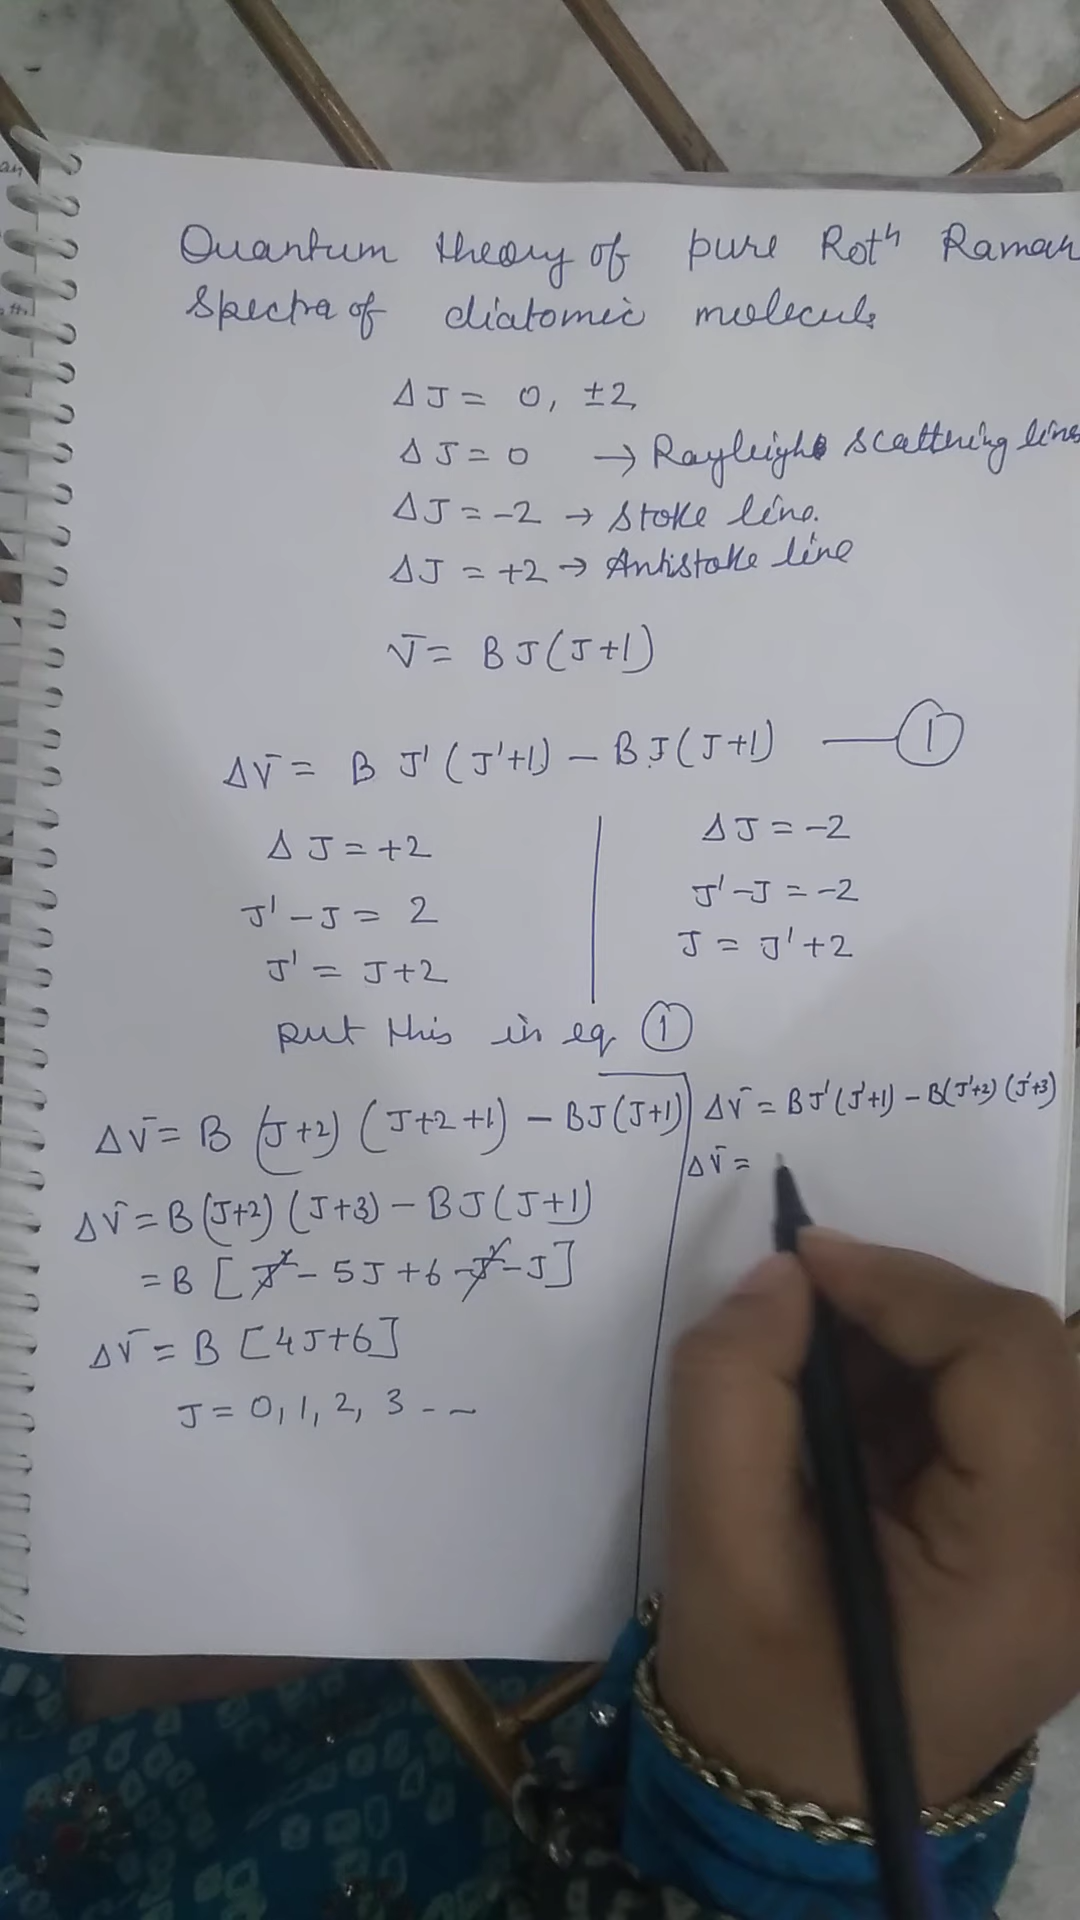 Quantum theory of pure Rotⁿ Raman
Spectra of diatomic molecule
ΔJ = 0, ±2,
ΔJ = 0 → Rayleigh scattering line
ΔJ = -2 → Stoke line.
ΔJ = +2 → Antistoke line
ν̄ = BJ(J+1)
Δν̄ = B J'(J'+1) - BJ(J+1) — ①
ΔJ = +2
J' - J = 2
J' = J+2
ΔJ = -2
J' - J = -2
J = J'+2
put this in eq ①
Δν̄ = B (J+2) (J+2+1) - BJ(J+1)
Δν̄ = B(J+2) (J+3) - BJ(J+1)
= B [J² - 5J + 6 - J² - J]
Δν̄ = B [4J+6]
J = 0, 1, 2, 3 - -
Δν̄ = BJ'(J'+1) - B(J'+2) (J'+3)
Δν̄ =